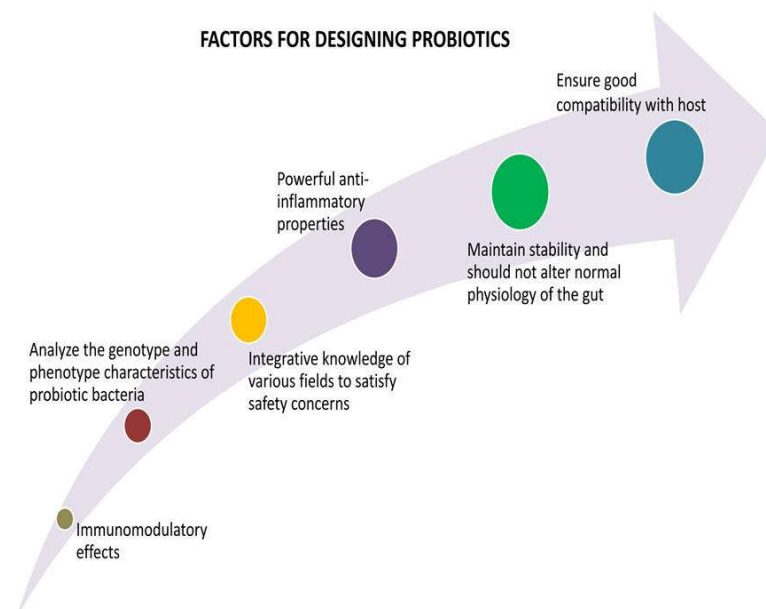 FACTORS FOR DESIGNING PROBIOTICS
Ensure good
compatibility with host
Powerful anti-
inflammatory
properties
Maintain stability and
should not alter normal
physiology of the gut
Analyze the genotype and
phenotype characteristics of
probiotic bacteria
Integrative knowledge of
various fields to satisfy
safety concerns
Immunomodulatory
effects